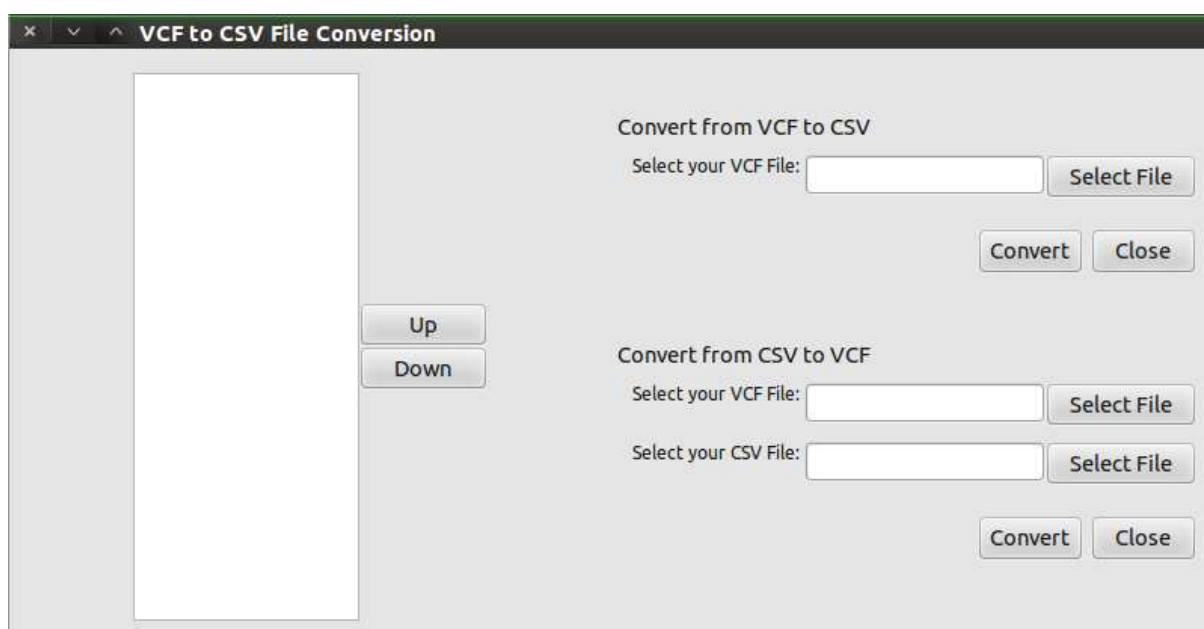 VCF to CSV File Conversion
Convert from VCF to CSV
Select your VCF File: Select File
Convert Close
Up
Down
Convert from CSV to VCF
Select your VCF File: Select File
Select your CSV File: Select File
Convert Close